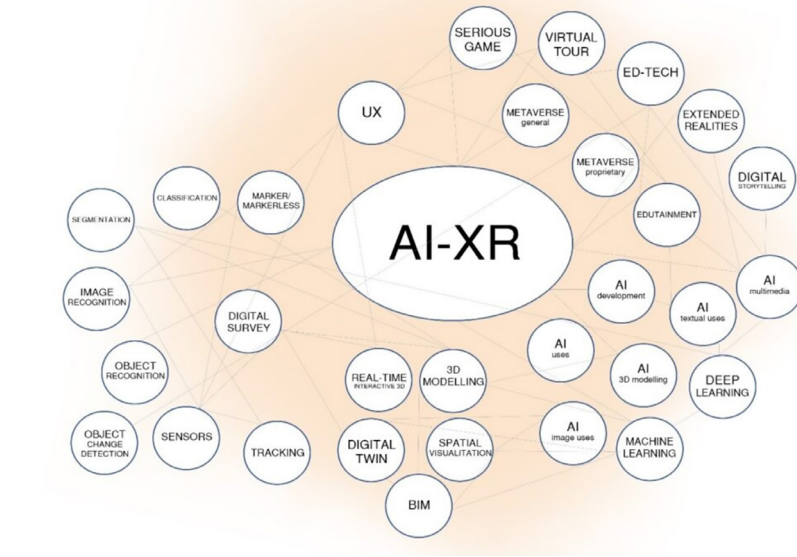 SERIOUS
GAME
VIRTUAL
TOUR
ED-TECH
UX
METAVERSE
general
EXTENDED
REALITIES
METAVERSE
proprietary
DIGITAL
STORYTELLING
CLASSIFICATION
MARKER/
MARKERLESS
SEGMENTATION
EDUTAINMENT
AI-XR
IMAGE
RECOGNITION
AI
development
AI
textual uses
AI
multimedia
DIGITAL
SURVEY
AI
uses
OBJECT
RECOGNITION
REAL-TIME
INTERACTIVE 3D
3D
MODELLING
AI
3D modelling
DEEP
LEARNING
OBJECT
CHANGE
DETECTION
SENSORS
TRACKING
DIGITAL
TWIN
SPATIAL
VISUALITATION
AI
image uses
MACHINE
LEARNING
BIM